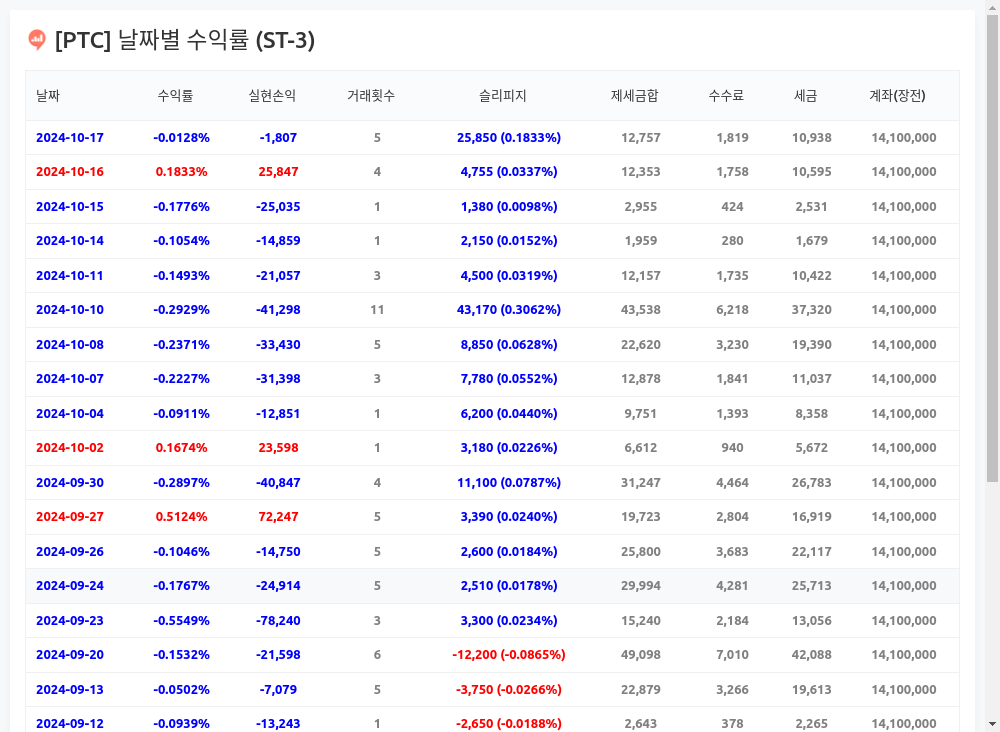 [PTC] 날짜별 수익률 (ST-3)
날짜 수익률 실현손익 거래횟수 슬리피지 제세금합 수수료 세금 계좌(장전)
2024-10-17 -0.0128% -1,807 5 25,850 (0.1833%) 12,757 1,819 10,938 14,100,000
2024-10-16 0.1833% 25,847 4 4,755 (0.0337%) 12,353 1,758 10,595 14,100,000
2024-10-15 -0.1776% -25,035 1 1,380 (0.0098%) 2,955 424 2,531 14,100,000
2024-10-14 -0.1054% -14,859 1 2,150 (0.0152%) 1,959 280 1,679 14,100,000
2024-10-11 -0.1493% -21,057 3 4,500 (0.0319%) 12,157 1,735 10,422 14,100,000
2024-10-10 -0.2929% -41,298 11 43,170 (0.3062%) 43,538 6,218 37,320 14,100,000
2024-10-08 -0.2371% -33,430 5 8,850 (0.0628%) 22,620 3,230 19,390 14,100,000
2024-10-07 -0.2227% -31,398 3 7,780 (0.0552%) 12,878 1,841 11,037 14,100,000
2024-10-04 -0.0911% -12,851 1 6,200 (0.0440%) 9,751 1,393 8,358 14,100,000
2024-10-02 0.1674% 23,598 1 3,180 (0.0226%) 6,612 940 5,672 14,100,000
2024-09-30 -0.2897% -40,847 4 11,100 (0.0787%) 31,247 4,464 26,783 14,100,000
2024-09-27 0.5124% 72,247 5 3,390 (0.0240%) 19,723 2,804 16,919 14,100,000
2024-09-26 -0.1046% -14,750 5 2,600 (0.0184%) 25,800 3,683 22,117 14,100,000
2024-09-24 -0.1767% -24,914 5 2,510 (0.0178%) 29,994 4,281 25,713 14,100,000
2024-09-23 -0.5549% -78,240 3 3,300 (0.0234%) 15,240 2,184 13,056 14,100,000
2024-09-20 -0.1532% -21,598 6 -12,200 (-0.0865%) 49,098 7,010 42,088 14,100,000
2024-09-13 -0.0502% -7,079 5 -3,750 (-0.0266%) 22,879 3,266 19,613 14,100,000
2024-09-12 -0.0939% -13,243 1 -2,650 (-0.0188%) 2,643 378 2,265 14,100,000